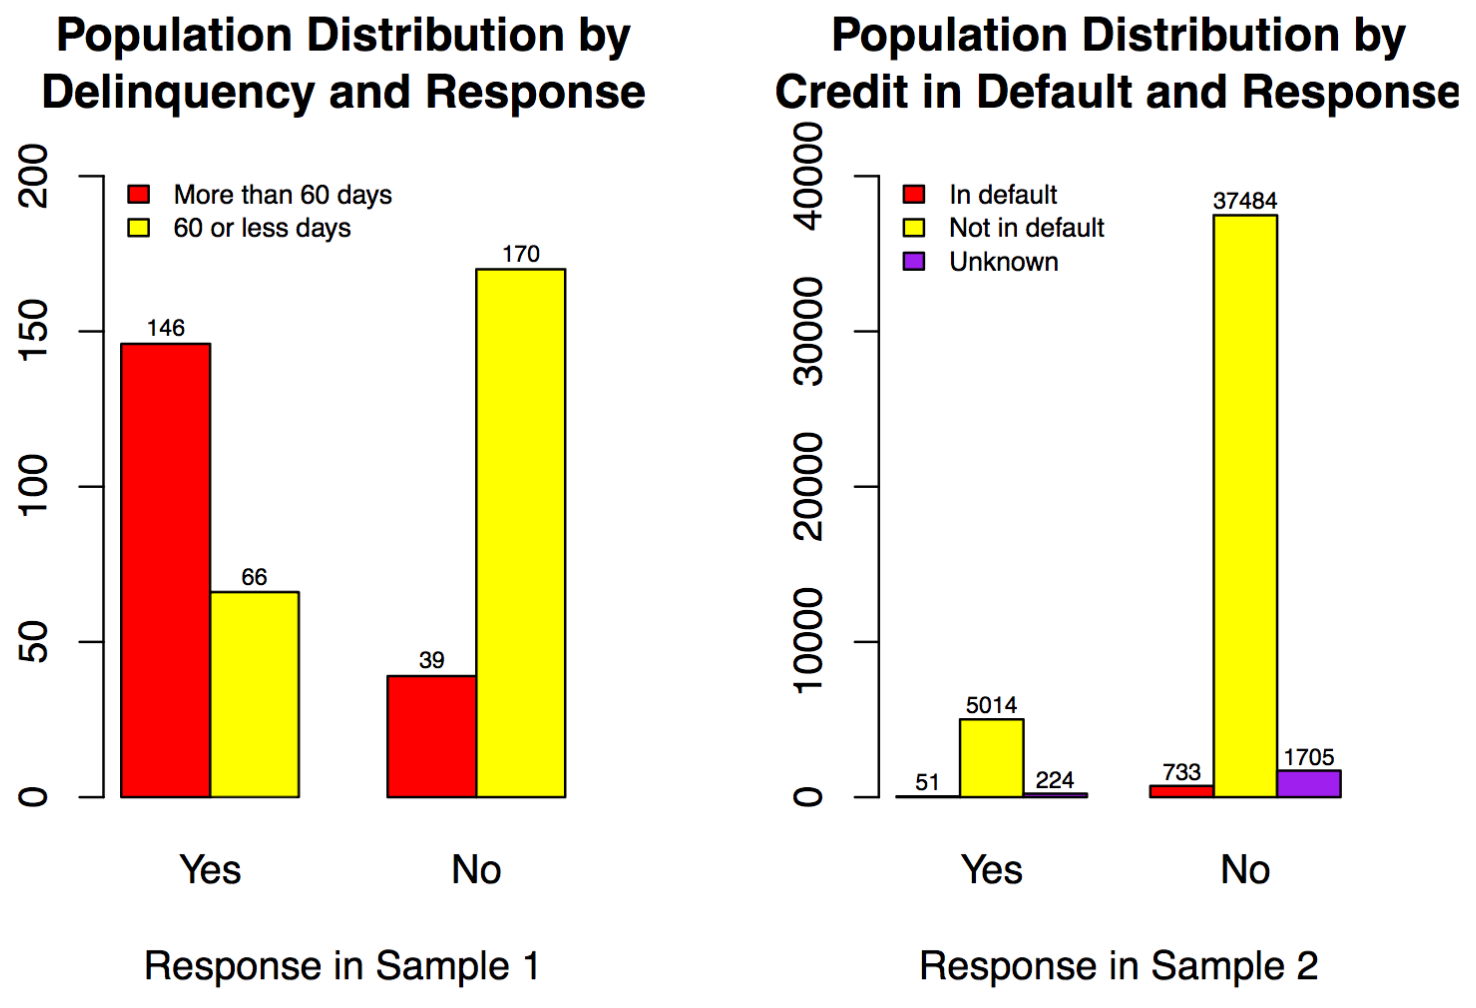 Population Distribution by
Delinquency and Response
200
150
100
50
0
More than 60 days
60 or less days
146
66
39
170
Yes
No
Response in Sample 1
Population Distribution by
Credit in Default and Response
40000
30000
20000
10000
0
In default
Not in default
Unknown
51
5014
224
733
37484
1705
Yes
No
Response in Sample 2